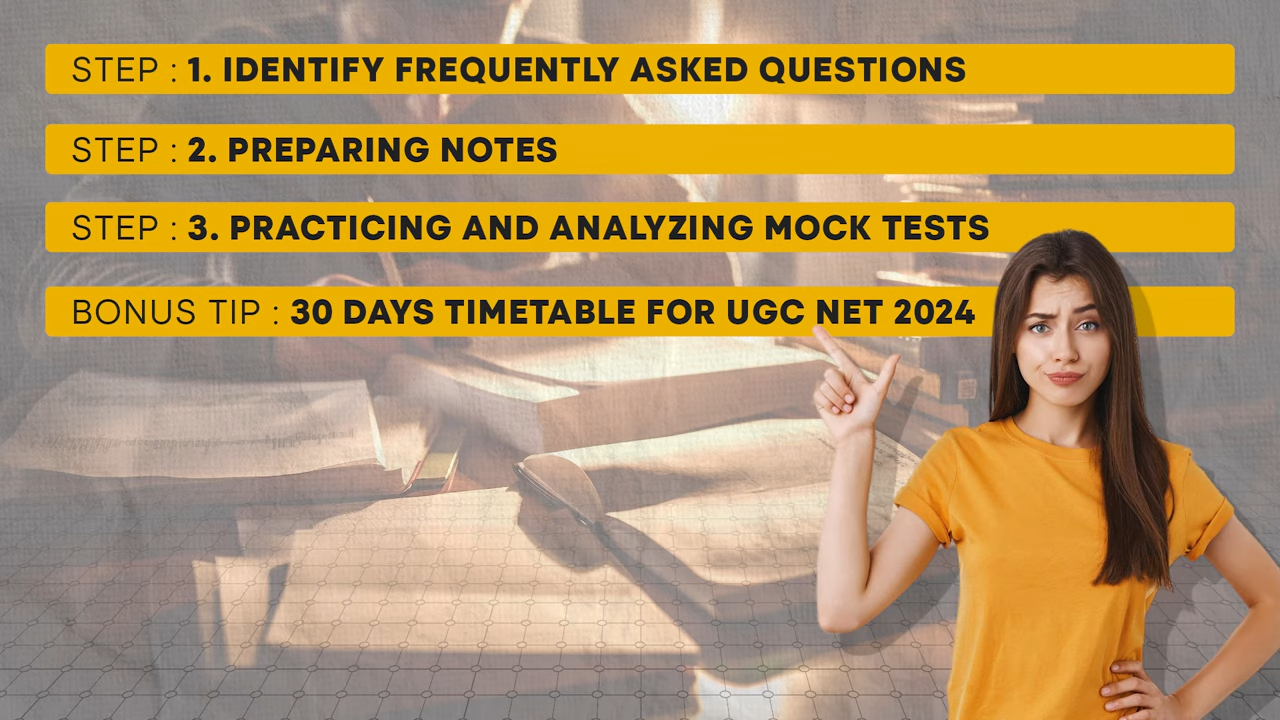 STEP : 1. IDENTIFY FREQUENTLY ASKED QUESTIONS
STEP : 2. PREPARING NOTES
STEP : 3. PRACTICING AND ANALYZING MOCK TESTS
BONUS TIP : 30 DAYS TIMETABLE FOR UGC NET 2024